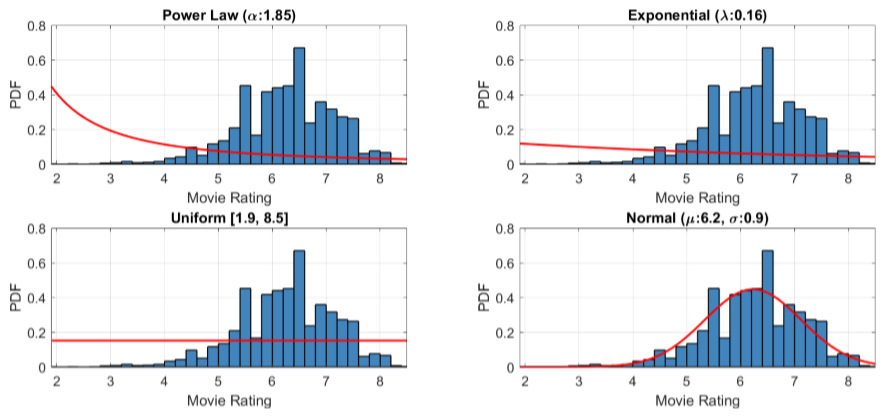 Power Law (α:1.85)
0.8
0.6
0.4
0.2
0
PDF
2 3 4 5 6 7 8
Movie Rating
Exponential (λ:0.16)
0.8
0.6
0.4
0.2
0
PDF
2 3 4 5 6 7 8
Movie Rating
Uniform [1.9, 8.5]
0.8
0.6
0.4
0.2
0
PDF
2 3 4 5 6 7 8
Movie Rating
Normal (μ:6.2, σ:0.9)
0.8
0.6
0.4
0.2
0
PDF
2 3 4 5 6 7 8
Movie Rating